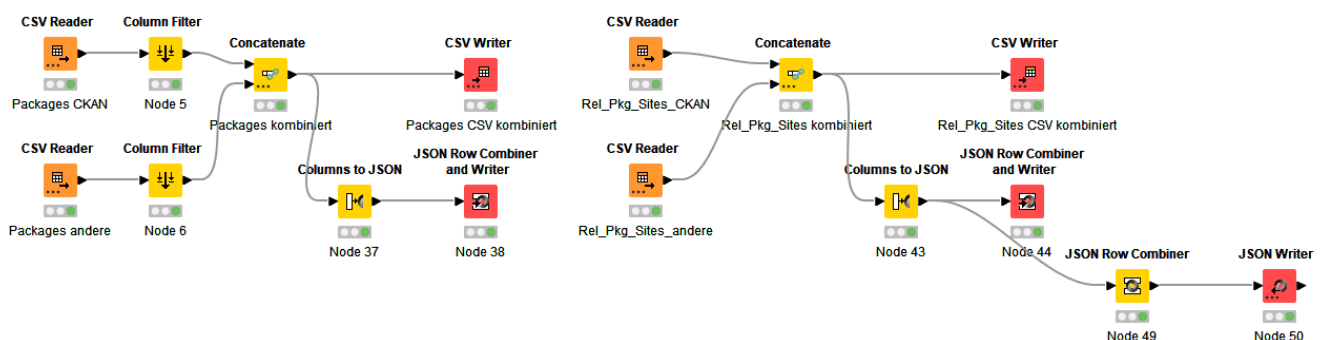 CSV Reader
Column Filter
Concatenate
CSV Writer
Packages CKAN
Node 5
Packages kombiniert
Packages CSV kombiniert
CSV Reader
Column Filter
Columns to JSON
JSON Row Combiner
and Writer
Packages andere
Node 6
Node 37
Node 38
CSV Reader
Concatenate
CSV Writer
Rel_Pkg_Sites_CKAN
Rel_Pkg_Sites kombiniert
Rel_Pkg_Sites CSV kombiniert
CSV Reader
Columns to JSON
JSON Row Combiner
and Writer
Rel_Pkg_Sites_andere
Node 43
Node 44
JSON Row Combiner
JSON Writer
Node 49
Node 50